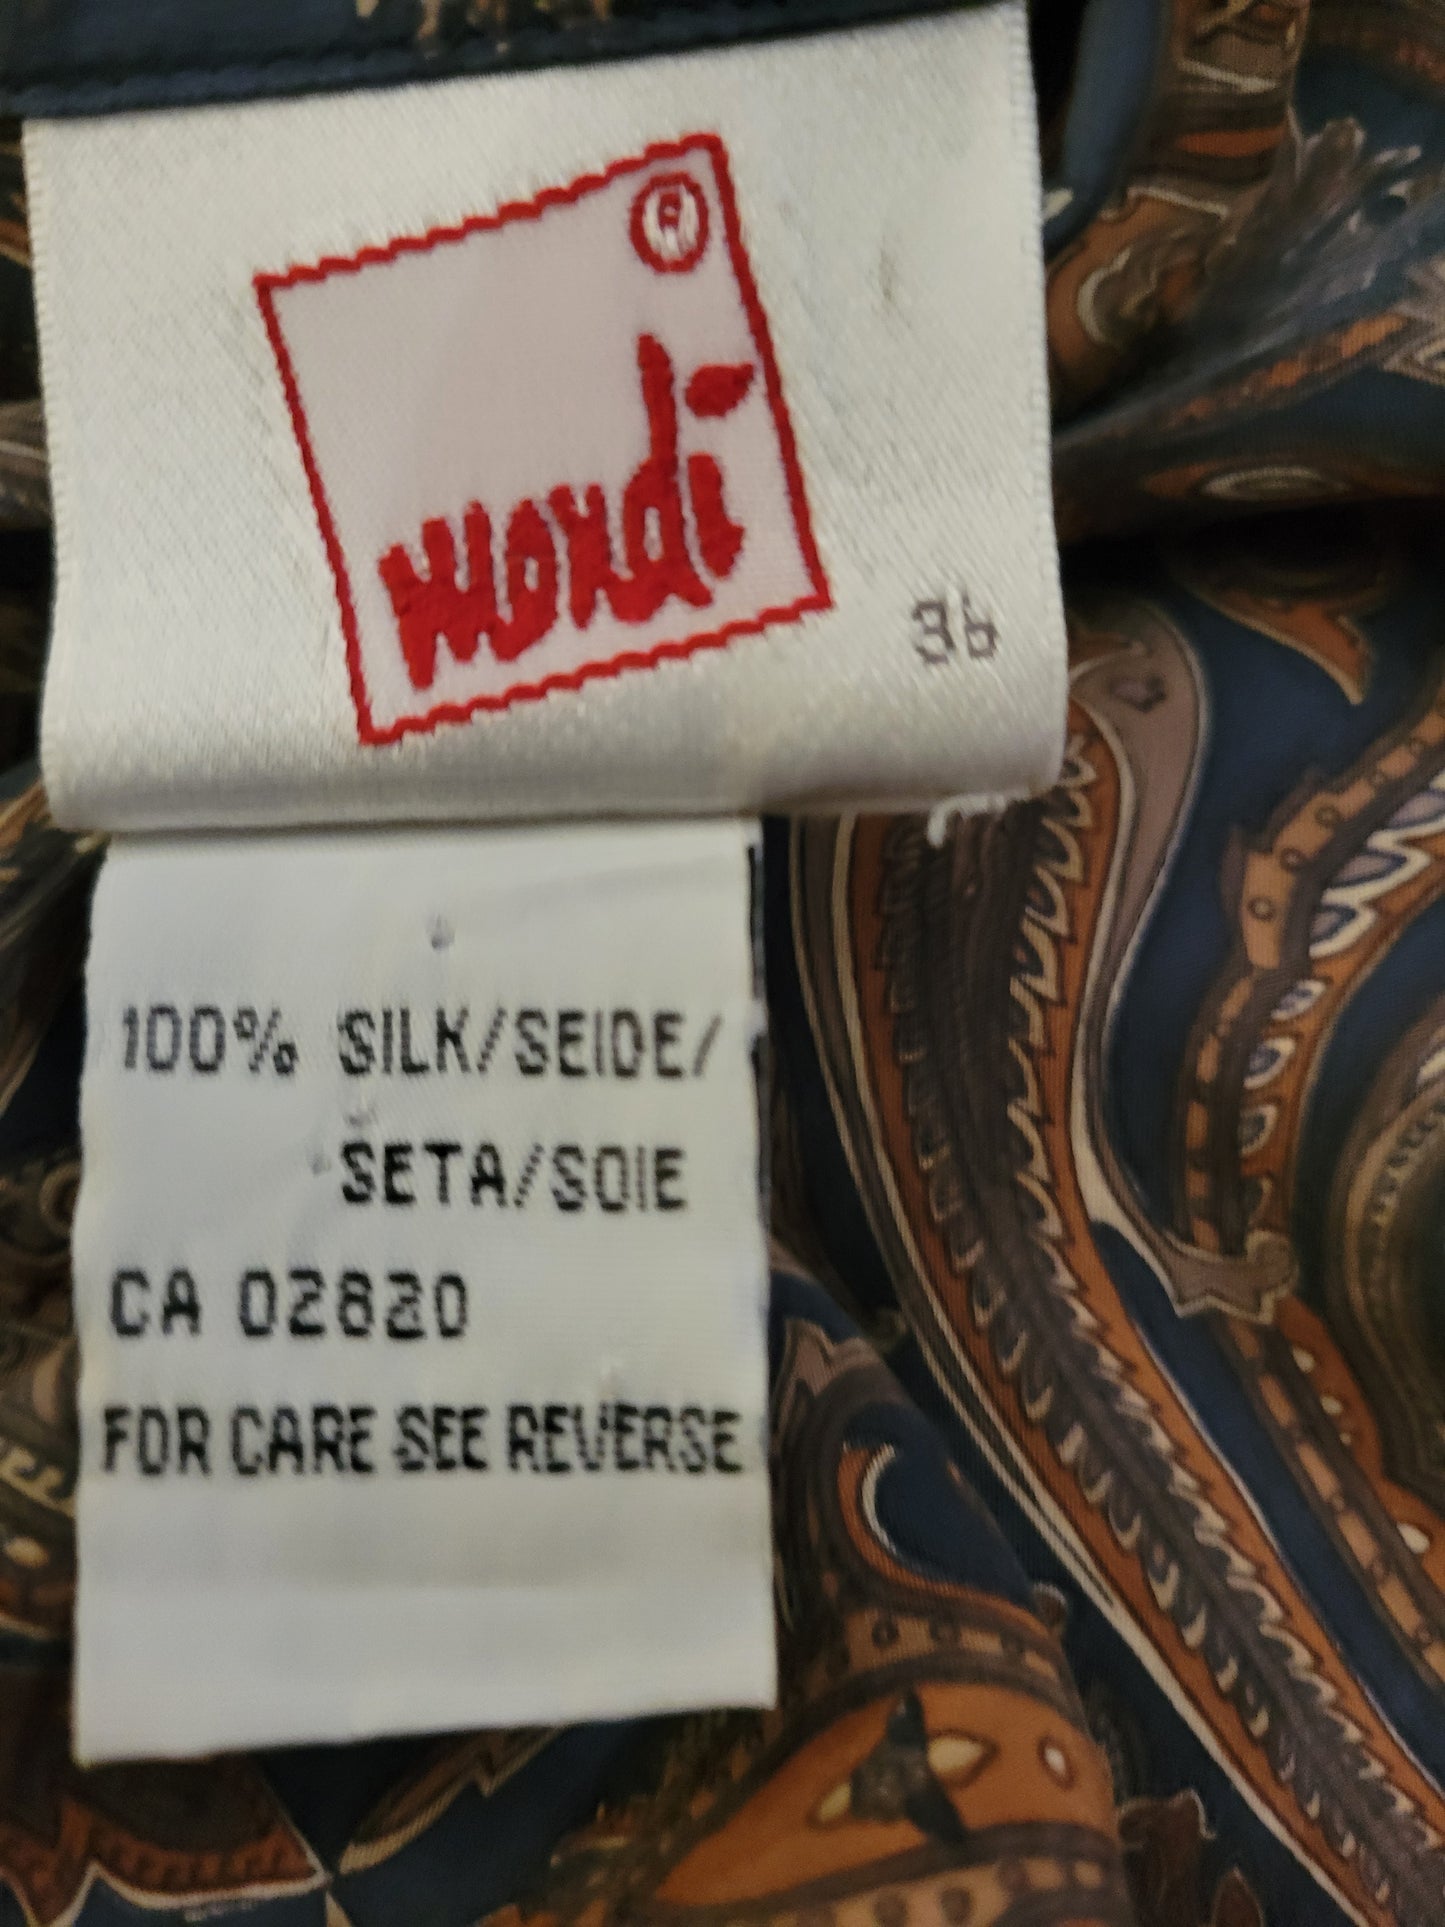 ®
mondi
36
100% SILK/SEIDE/
SETA/SOIE
CA 02820
FOR CARE SEE REVERSE